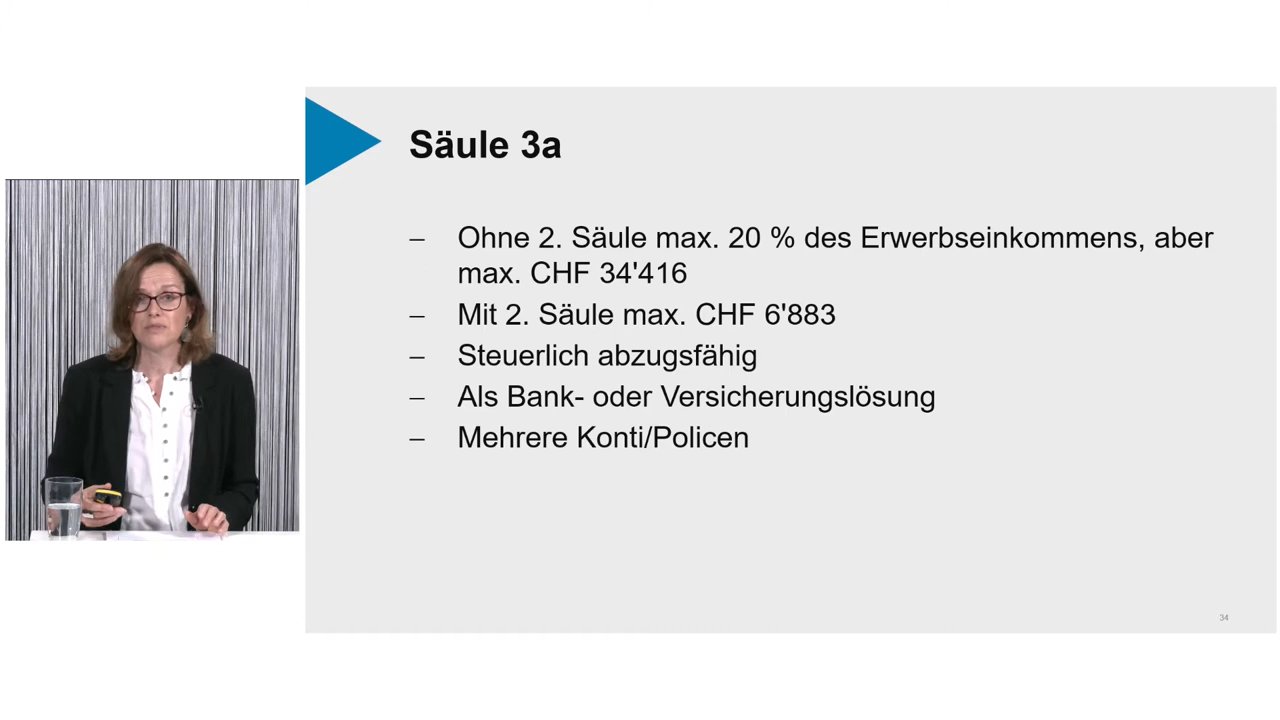 Säule 3a
– Ohne 2. Säule max. 20 % des Erwerbseinkommens, aber
max. CHF 34'416
– Mit 2. Säule max. CHF 6'883
– Steuerlich abzugsfähig
– Als Bank- oder Versicherungslösung
– Mehrere Konti/Policen
34